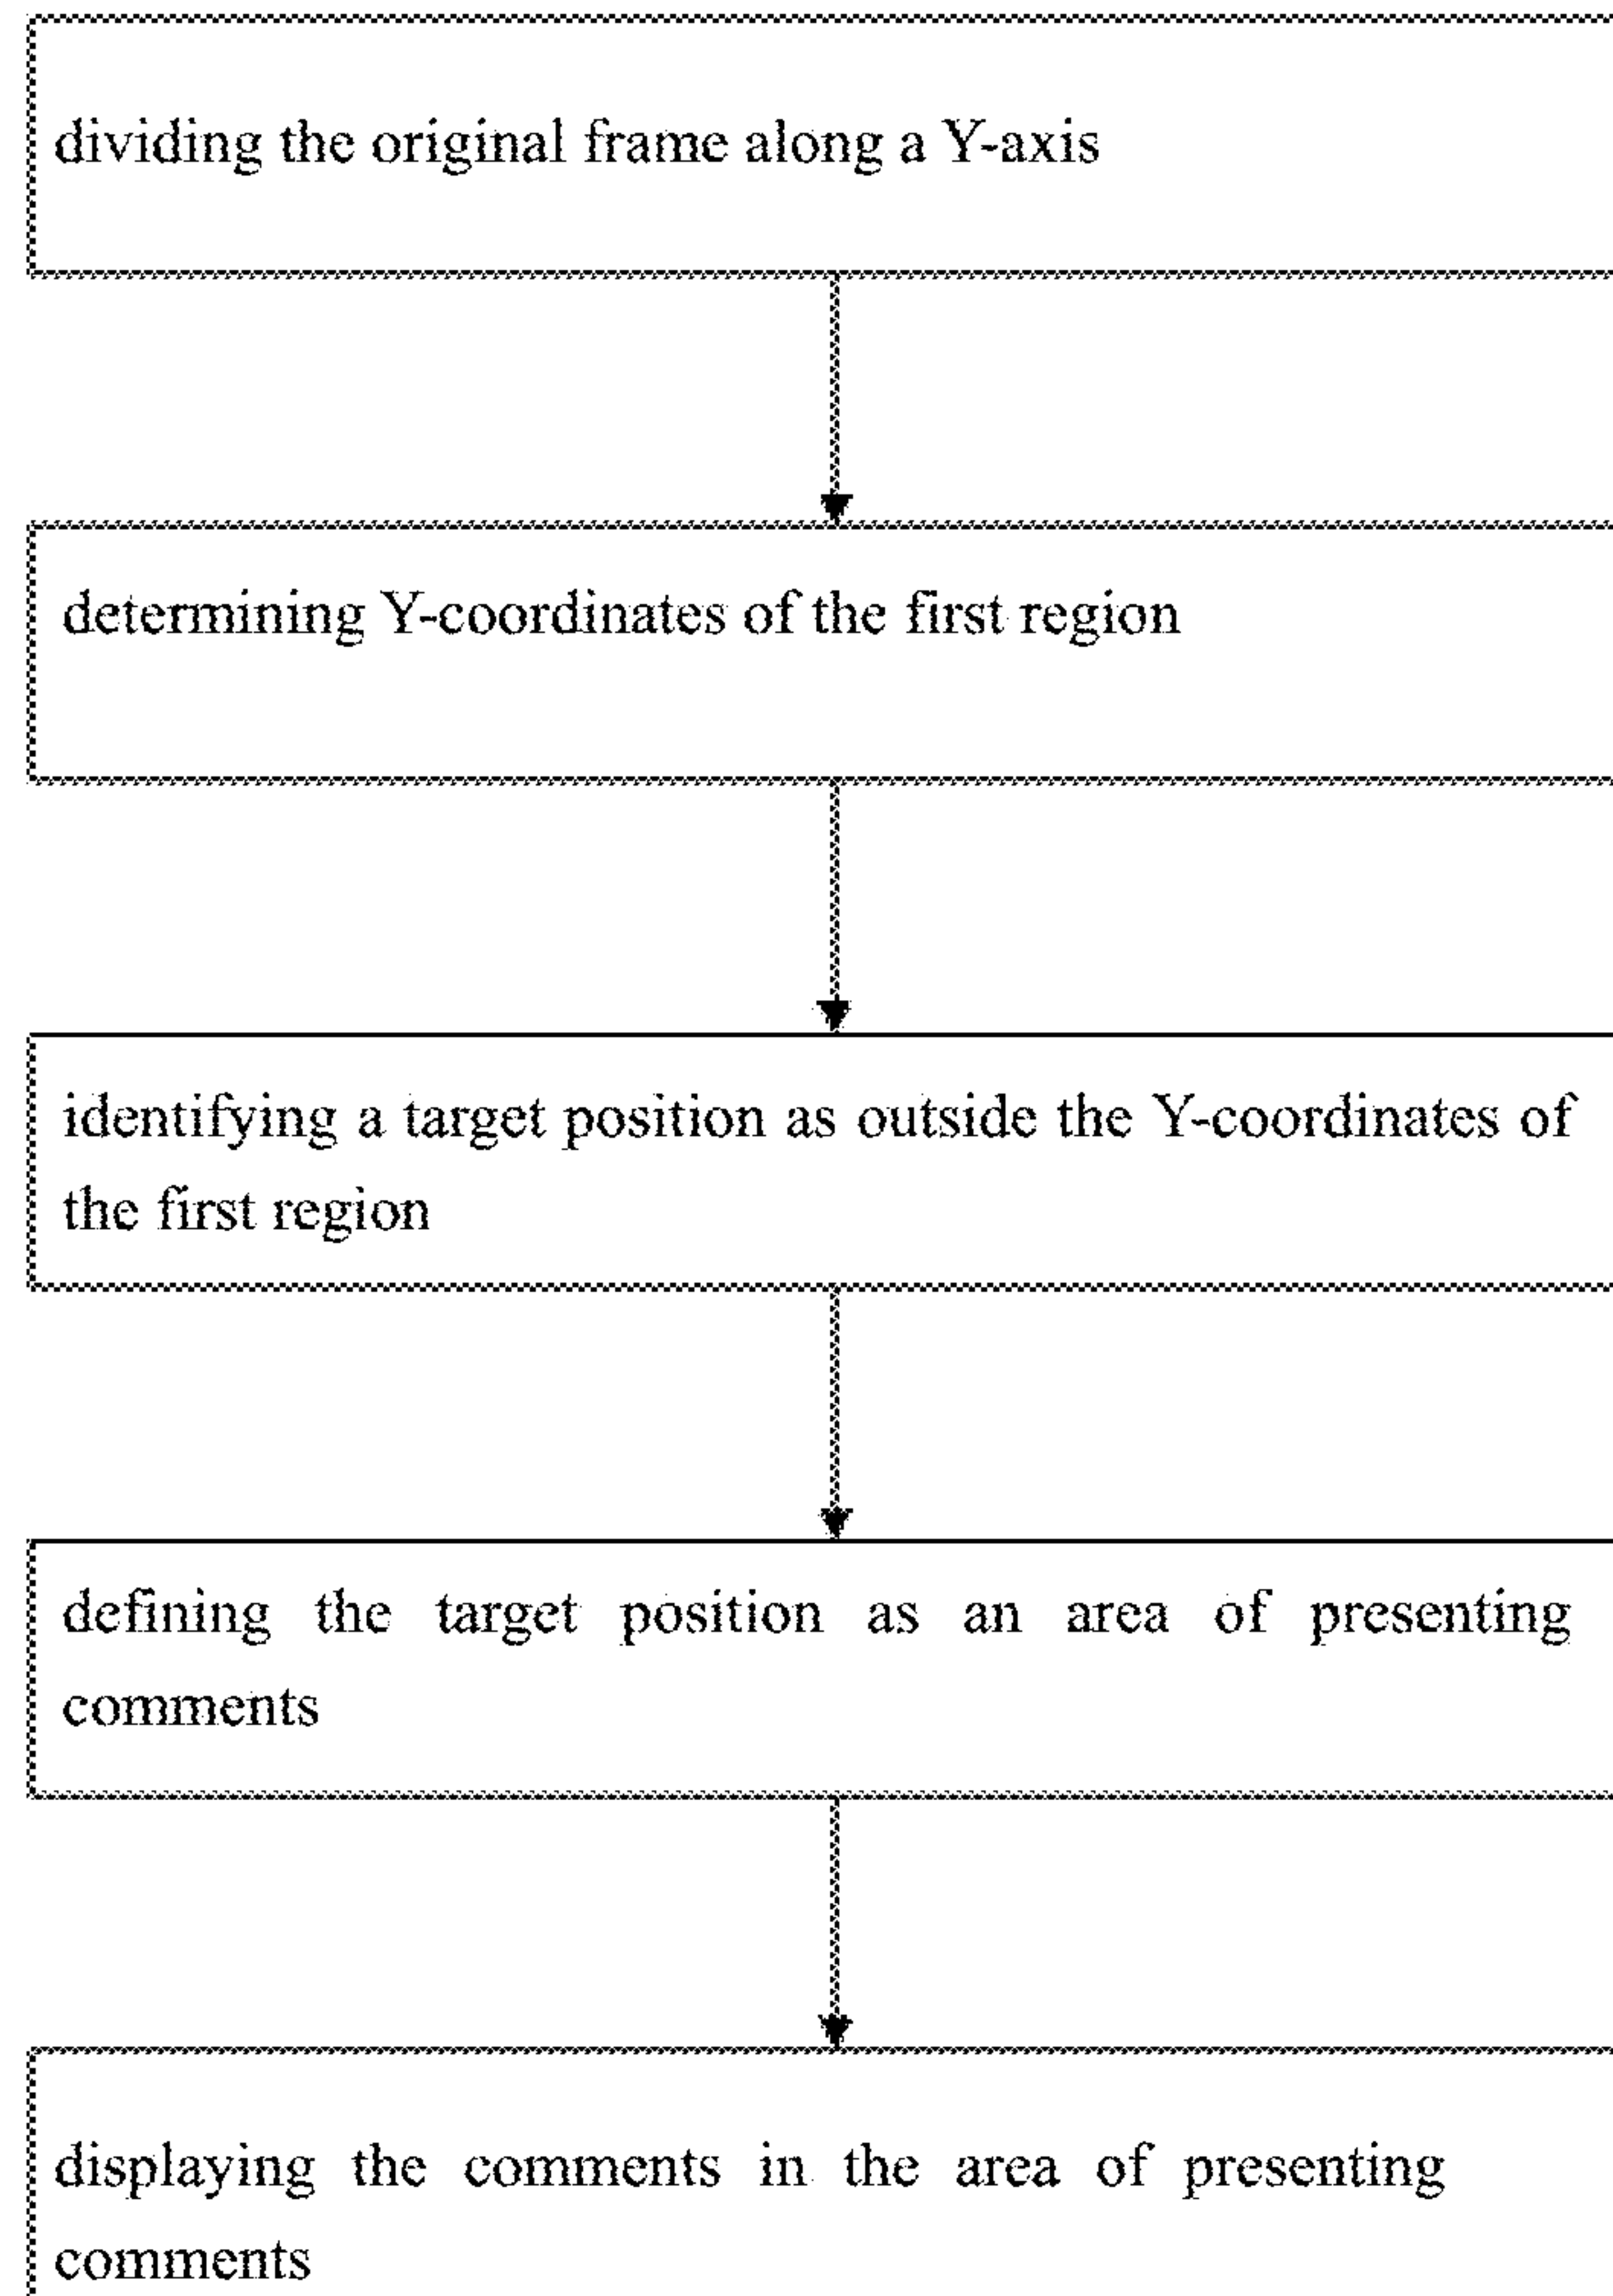 dividing the original frame along a Y-axis
determining Y-coordinates of the first region
identifying a target position as outside the Y-coordinates of
the first region
defining the target position as an area of presenting
comments
displaying the comments in the area of presenting
comments